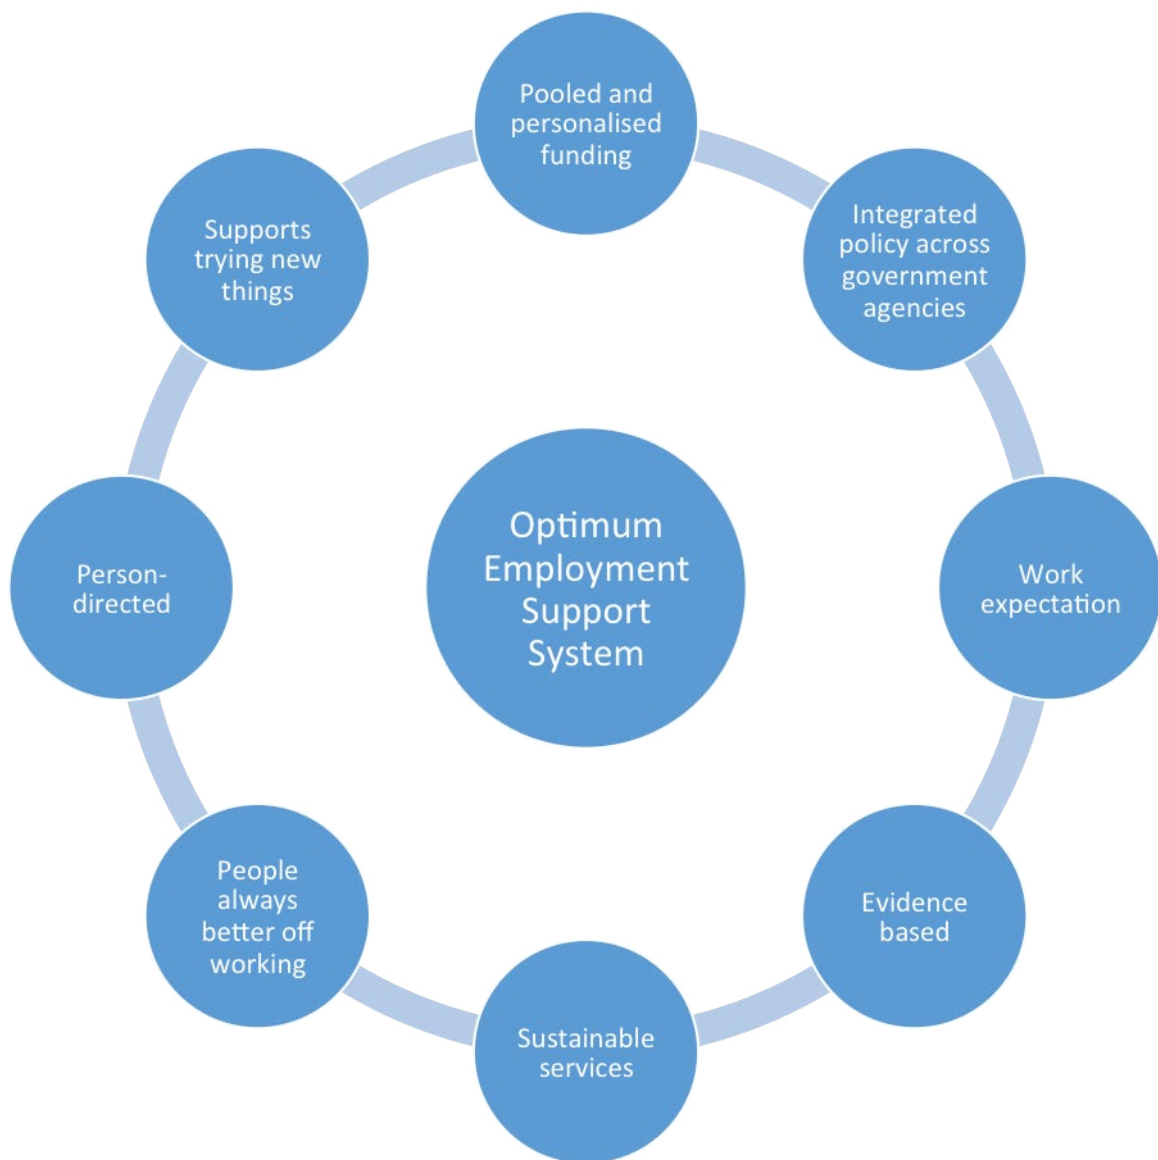 Pooled and
personalised
funding
Integrated
policy across
government
agencies
Work
expectation
Evidence
based
Sustainable
services
People
always
better off
working
Person-
directed
Supports
trying new
things
Optimum
Employment
Support
System